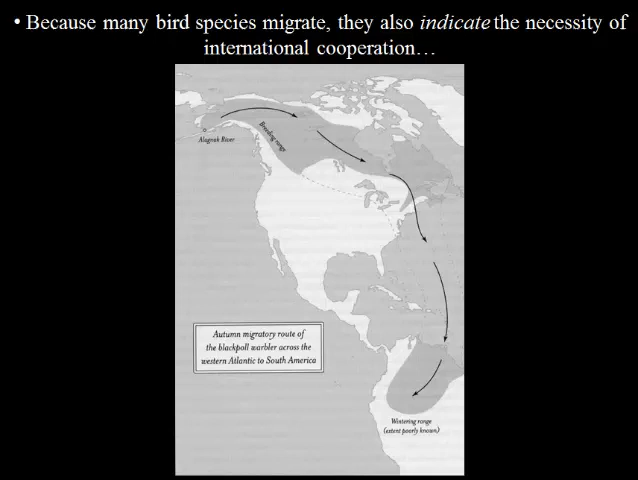 • Because many bird species migrate, they also indicate the necessity of
international cooperation…
Alagnak River
Breeding range
Autumn migratory route of
the blackpoll warbler across the
western Atlantic to South America
Wintering range
(extent poorly known)